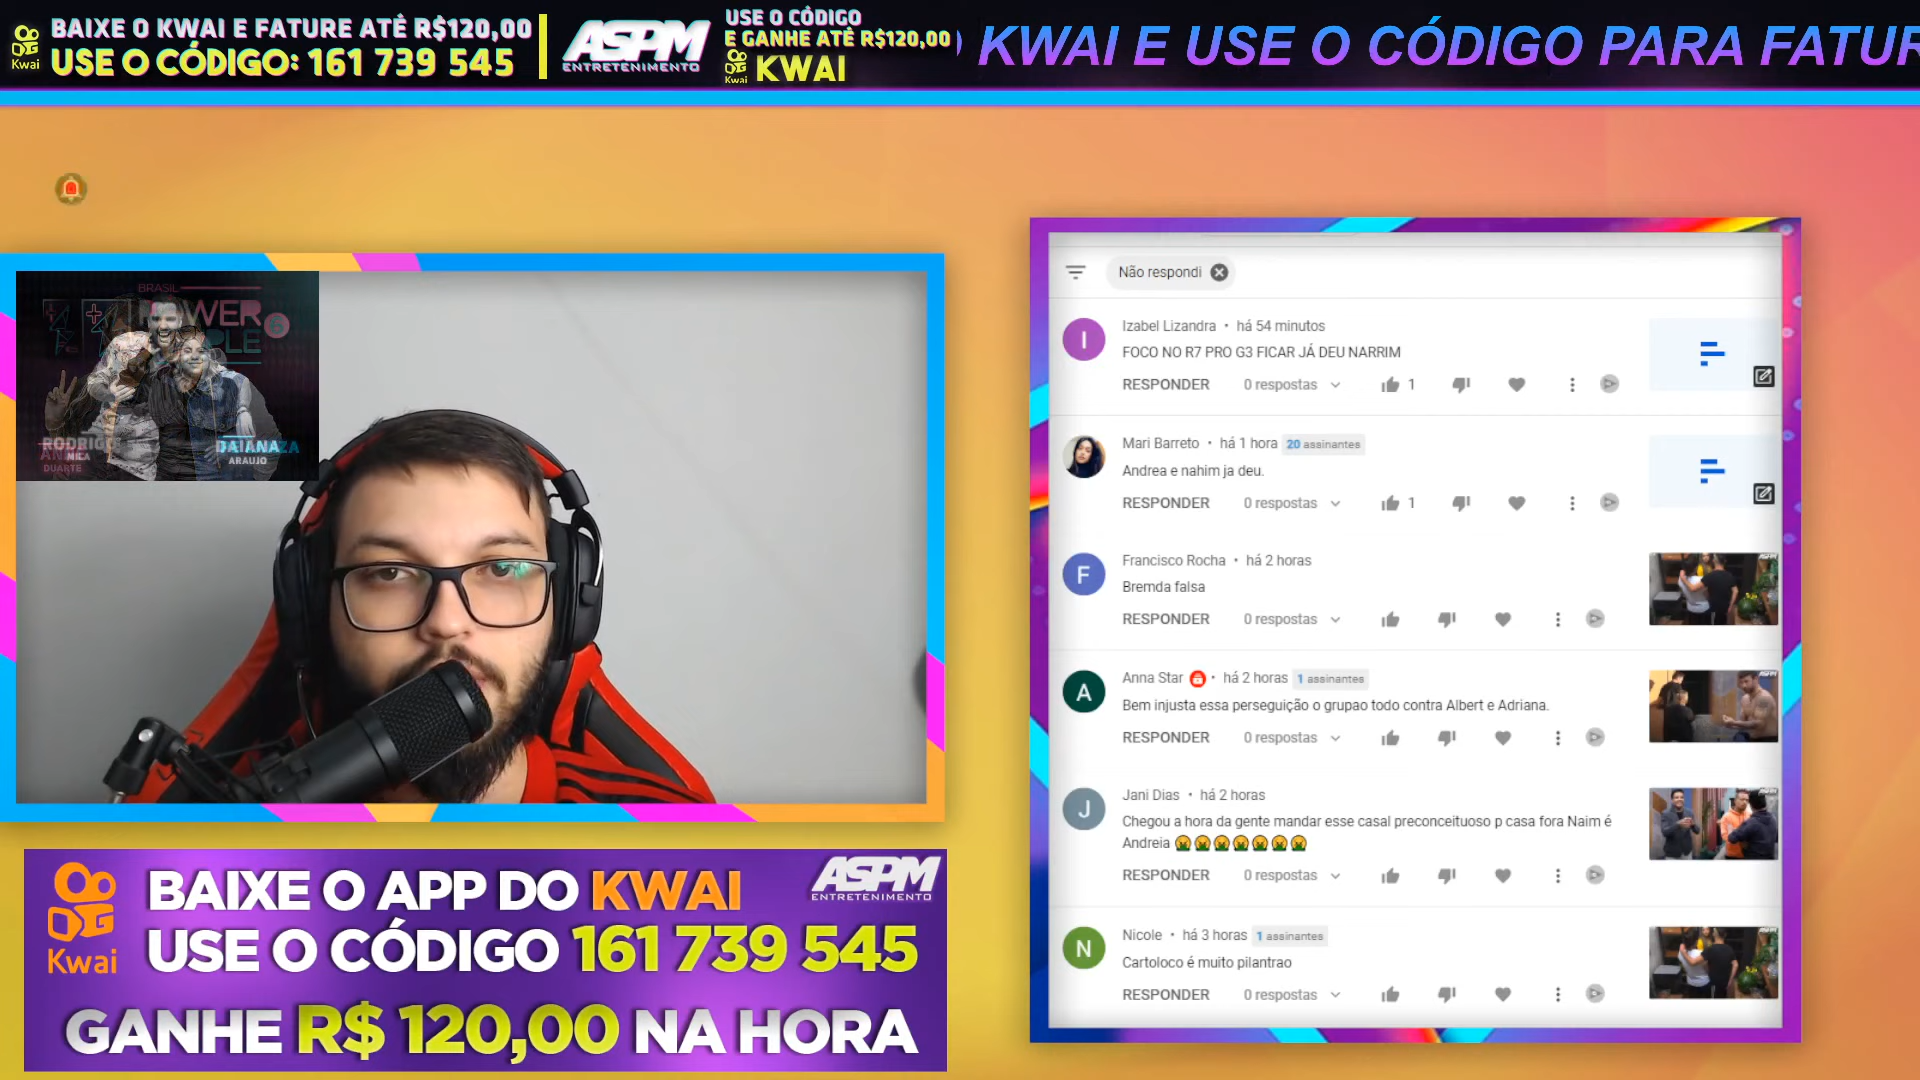 BAIXE O KWAI E FATURE ATÉ R$120,00
USE O CÓDIGO: 161 739 545
Kwai
ASPM
ENTRETENIMENTO
USE O CÓDIGO
E GANHE ATÉ R$120,00
Kwai KWAI
KWAI E USE O CÓDIGO PARA FATUR
BRASIL
DAIANA
ARAUJO
MILA
DUARTE
Não respondi
Izabel Lizandra • há 54 minutos
FOCO NO R7 PRO G3 FICAR JÁ DEU NARRIM
RESPONDER 0 respostas 1
Mari Barreto • há 1 hora 20 assinantes
Andrea e nahim ja deu.
RESPONDER 0 respostas 1
F
Francisco Rocha • há 2 horas
Bremda falsa
RESPONDER 0 respostas
A
Anna Star • há 2 horas 1 assinantes
Bem injusta essa perseguição o grupao todo contra Albert e Adriana.
RESPONDER 0 respostas
J
Jani Dias • há 2 horas
Chegou a hora da gente mandar esse casal preconceituoso p casa fora Naim é
Andreia 🤮🤮🤮🤮🤮🤮🤮
RESPONDER 0 respostas
N
Nicole • há 3 horas 1 assinantes
Cartoloco é muito pilantrao
RESPONDER 0 respostas
BAIXE O APP DO KWAI
USE O CÓDIGO 161 739 545
GANHE R$ 120,00 NA HORA
Kwai
ASPM
ENTRETENIMENTO